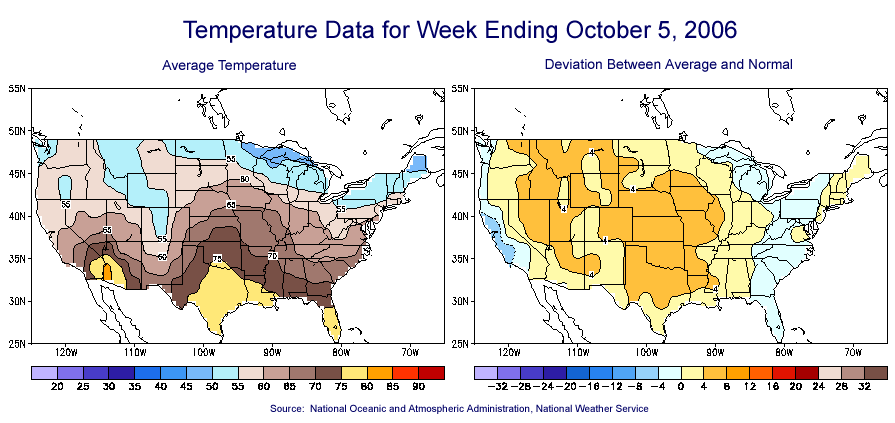 Temperature Data for Week Ending October 5, 2006
Average Temperature
Deviation Between Average and Normal
55N
50N
45N
40N
35N
30N
25N
120W 110W 100W 90W 80W 70W
55
60
65
55
65
55
60
75
70
55
20 25 30 35 40 45 50 55 60 65 70 75 80 85 90
55N
50N
45N
40N
35N
30N
25N
120W 110W 100W 90W 80W 70W
4
4
4
4
4
4
4
-32 -28 -24 -20 -16 -12 -8 -4 0 4 8 12 16 20 24 28 32
Source: National Oceanic and Atmospheric Administration, National Weather Service